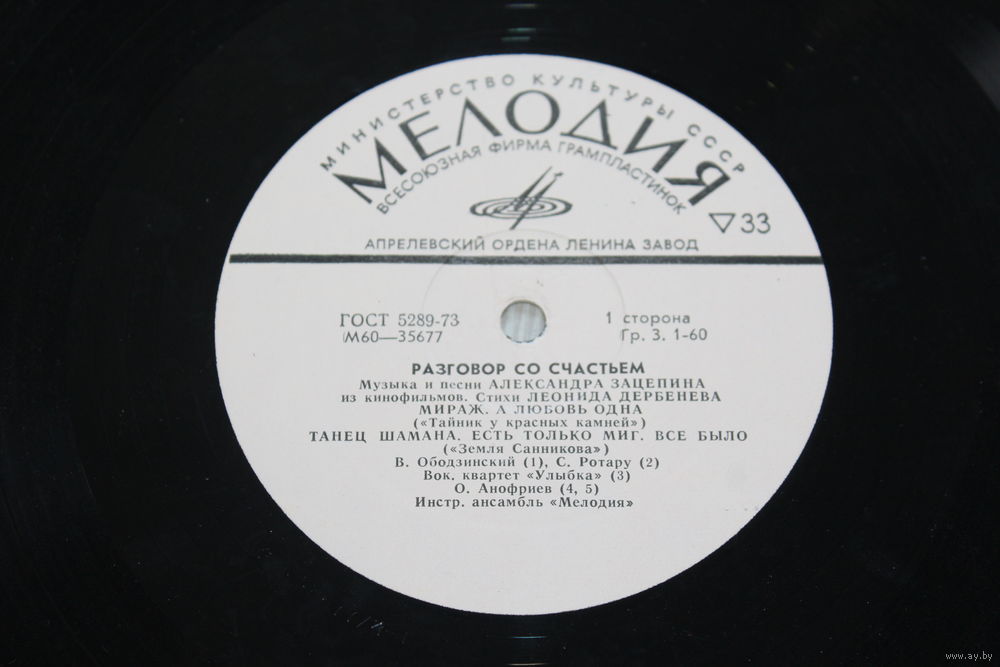 МИНИСТЕРСТВО КУЛЬТУРЫ СССР
МЕЛОДИЯ
ВСЕСОЮЗНАЯ ФИРМА ГРАМПЛАСТИНОК
33
АПРЕЛЕВСКИЙ ОРДЕНА ЛЕНИНА ЗАВОД
ГОСТ 5289-73
М60—35677
1 сторона
Гр. 3. 1-60
РАЗГОВОР СО СЧАСТЬЕМ
Музыка и песни АЛЕКСАНДРА ЗАЦЕПИНА
из кинофильмов. Стихи ЛЕОНИДА ДЕРБЕНЕВА
МИРАЖ. А ЛЮБОВЬ ОДНА
(«Тайник у красных камней»)
ТАНЕЦ ШАМАНА. ЕСТЬ ТОЛЬКО МИГ. ВСЕ БЫЛО
(«Земля Санникова»)
В. Ободзинский (1), С. Ротару (2)
Вок. квартет «Улыбка» (3)
О. Анофриев (4, 5)
Инстр. ансамбль «Мелодия»
www.ay.by